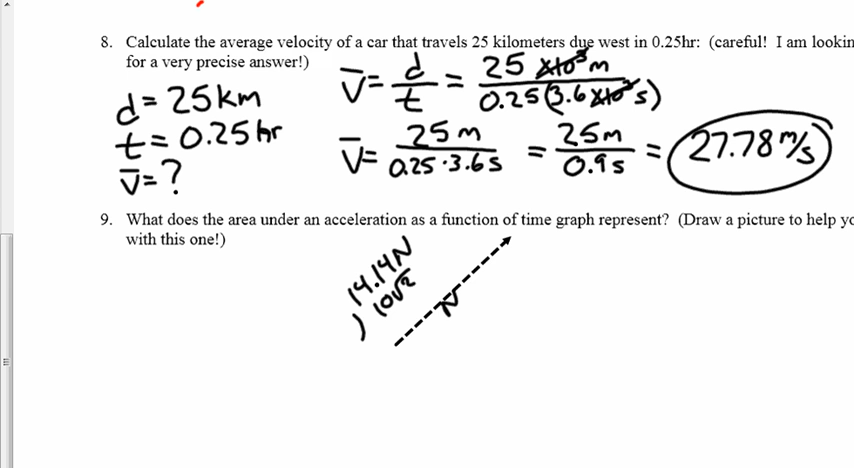 8. Calculate the average velocity of a car that travels 25 kilometers due west in 0.25hr: (careful! I am lookin
for a very precise answer!)
d = 25km
t = 0.25hr
v̅ = ?
v̅ = d/t = 25 x10³ m / 0.25(3.6 x10³ s)
v̅ = 25 m / 0.25 · 3.6 s = 25 m / 0.9 s = 27.78 m/s
9. What does the area under an acceleration as a function of time graph represent? (Draw a picture to help yo
with this one!)
14.14N
) 10√2
N